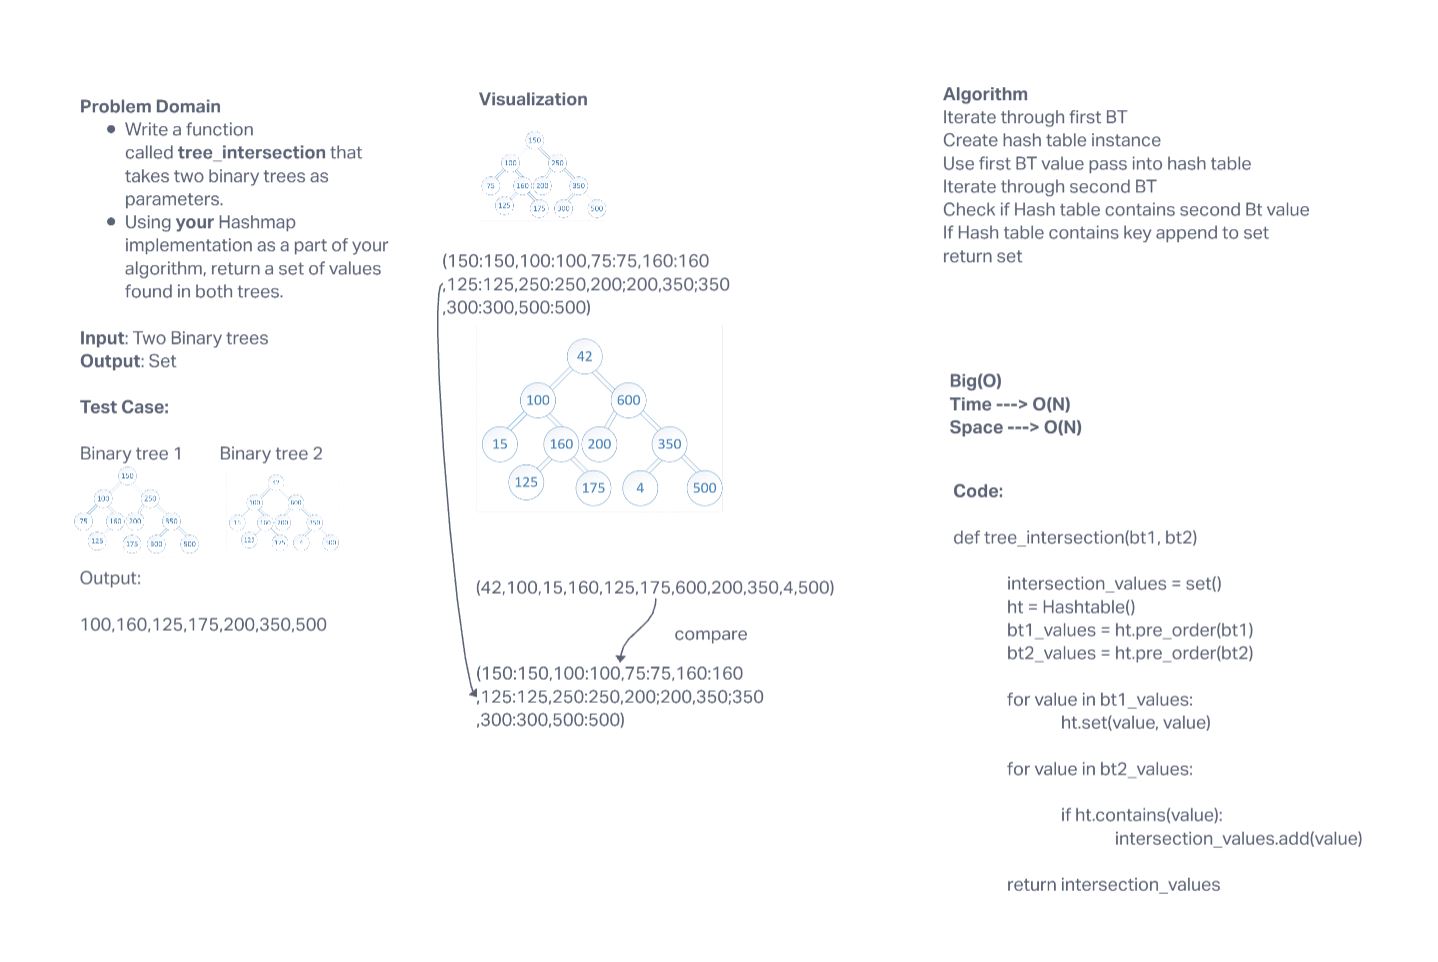 Problem Domain
Write a function
called tree_intersection that
takes two binary trees as
parameters.
Using your Hashmap
implementation as a part of your
algorithm, return a set of values
found in both trees.
Input: Two Binary trees
Output: Set
Test Case:
Binary tree 1 Binary tree 2
150
100 250
75 160 200 350
125 175 300 500
42
100 600
15 160 200 350
125 175 4 500
Output:
100,160,125,175,200,350,500
Visualization
150
100 250
75 160 200 350
125 175 300 500
(150:150,100:100,75:75,160:160
,125:125,250:250,200;200,350;350
,300:300,500:500)
42
100 600
15 160 200 350
125 175 4 500
(42,100,15,160,125,175,600,200,350,4,500)
compare
(150:150,100:100,75:75,160:160
,125:125,250:250,200;200,350;350
,300:300,500:500)
Algorithm
Iterate through first BT
Create hash table instance
Use first BT value pass into hash table
Iterate through second BT
Check if Hash table contains second Bt value
If Hash table contains key append to set
return set
Big(O)
Time ---> O(N)
Space ---> O(N)
Code:
def tree_intersection(bt1, bt2)
intersection_values = set()
ht = Hashtable()
bt1_values = ht.pre_order(bt1)
bt2_values = ht.pre_order(bt2)
for value in bt1_values:
ht.set(value, value)
for value in bt2_values:
if ht.contains(value):
intersection_values.add(value)
return intersection_values